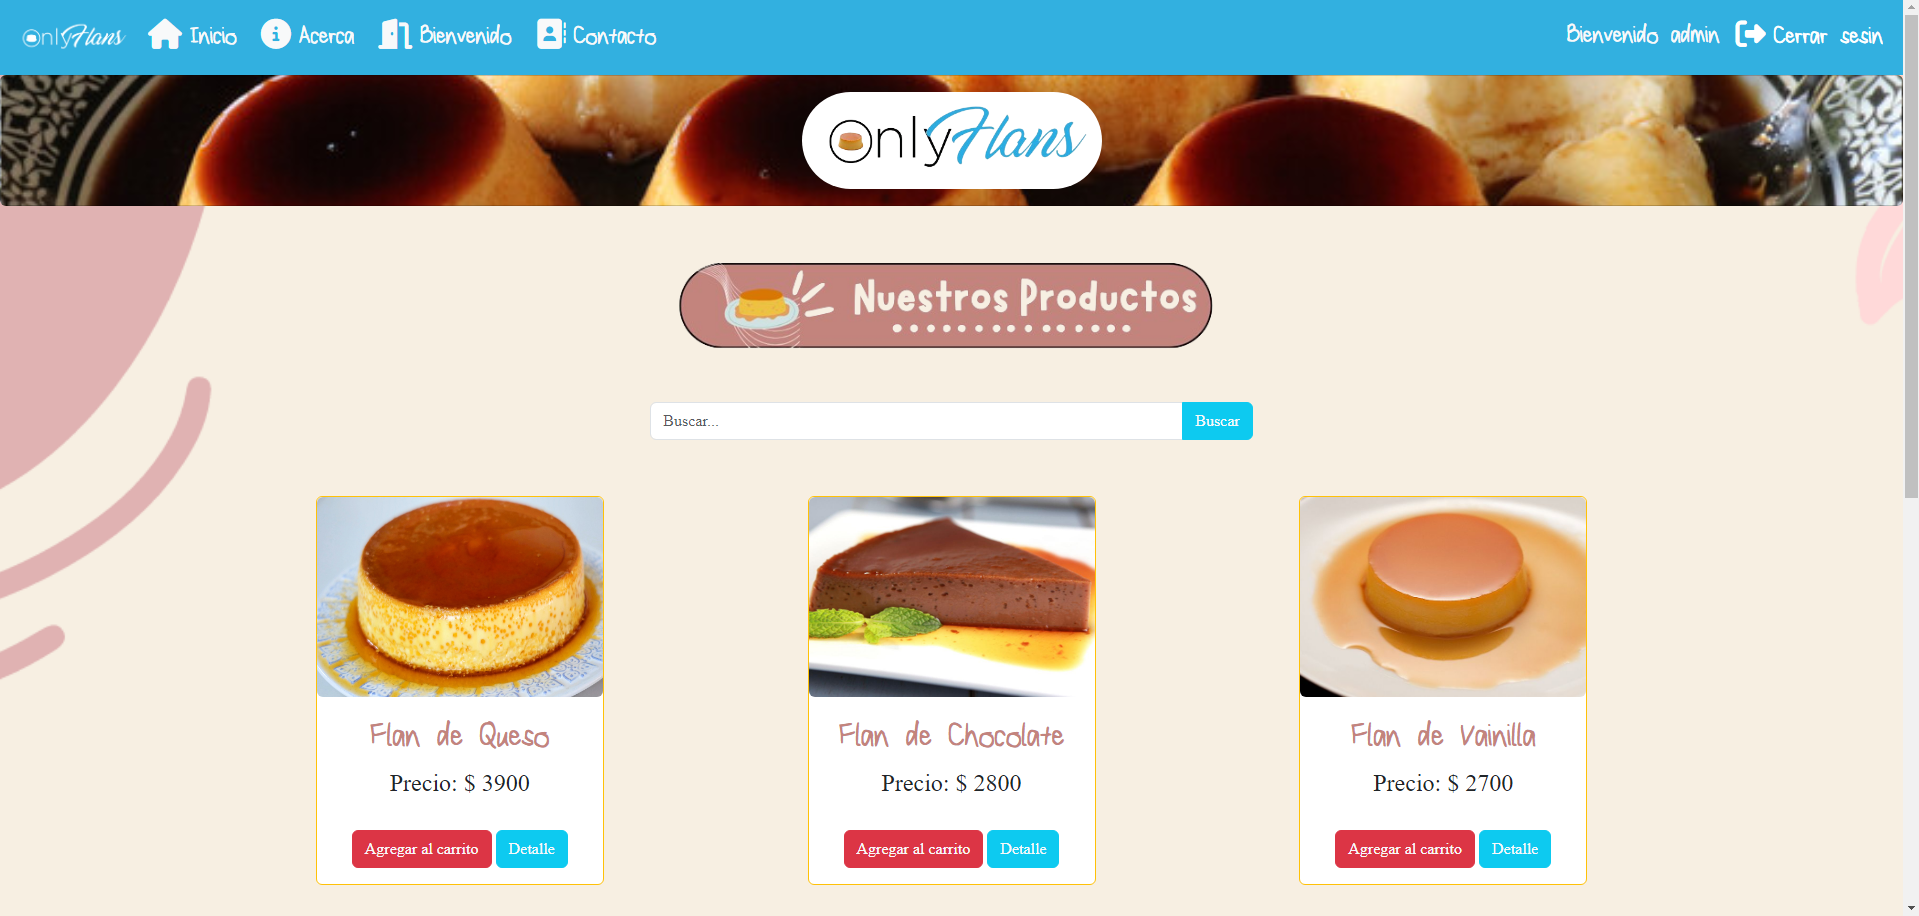 OnlyFlans Inicio Acerca Bienvenido Contacto Bienvenido admin Cerrar sesin
OnlyFlans
Nuestros Productos
Buscar... Buscar
Flan de Queso
Precio: $ 3900
Agregar al carrito Detalle
Flan de Chocolate
Precio: $ 2800
Agregar al carrito Detalle
Flan de Vainilla
Precio: $ 2700
Agregar al carrito Detalle